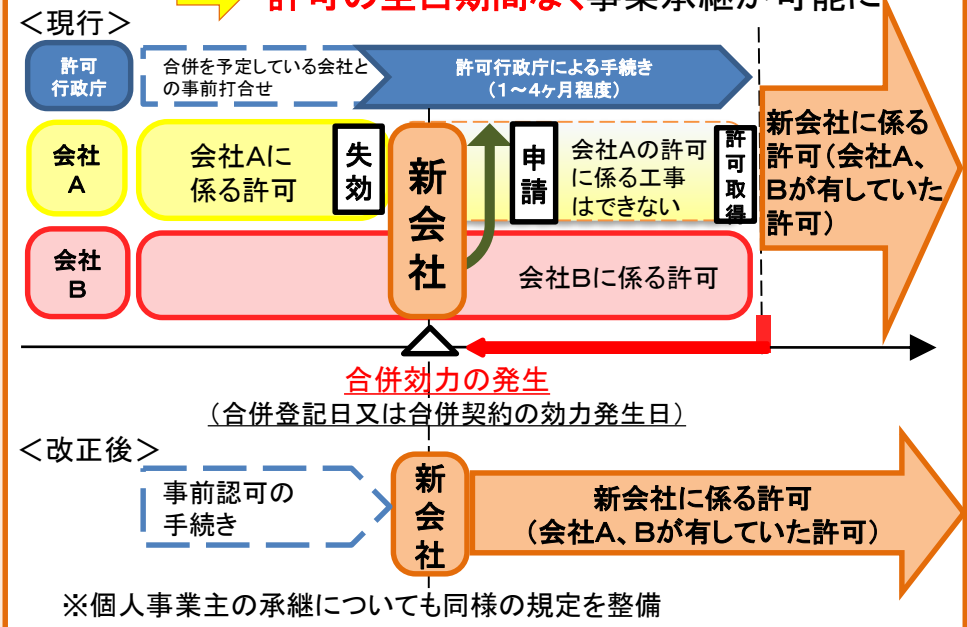 許可の空白期間なく事業承継が可能に
＜現行＞
許可
行政庁
合併を予定している会社と
の事前打合せ
許可行政庁による手続き
（１～４ヶ月程度）
会社
Ａ
会社Ａに
係る許可
失効
新会社
申請
会社Ａの許可
に係る工事
はできない
許可取得
新会社に係る
許可（会社Ａ、
Ｂが有していた
許可）
会社
Ｂ
会社Ｂに係る許可
合併効力の発生
（合併登記日又は合併契約の効力発生日）
＜改正後＞
事前認可の
手続き
新会社
新会社に係る許可
（会社Ａ、Ｂが有していた許可）
※個人事業主の承継についても同様の規定を整備